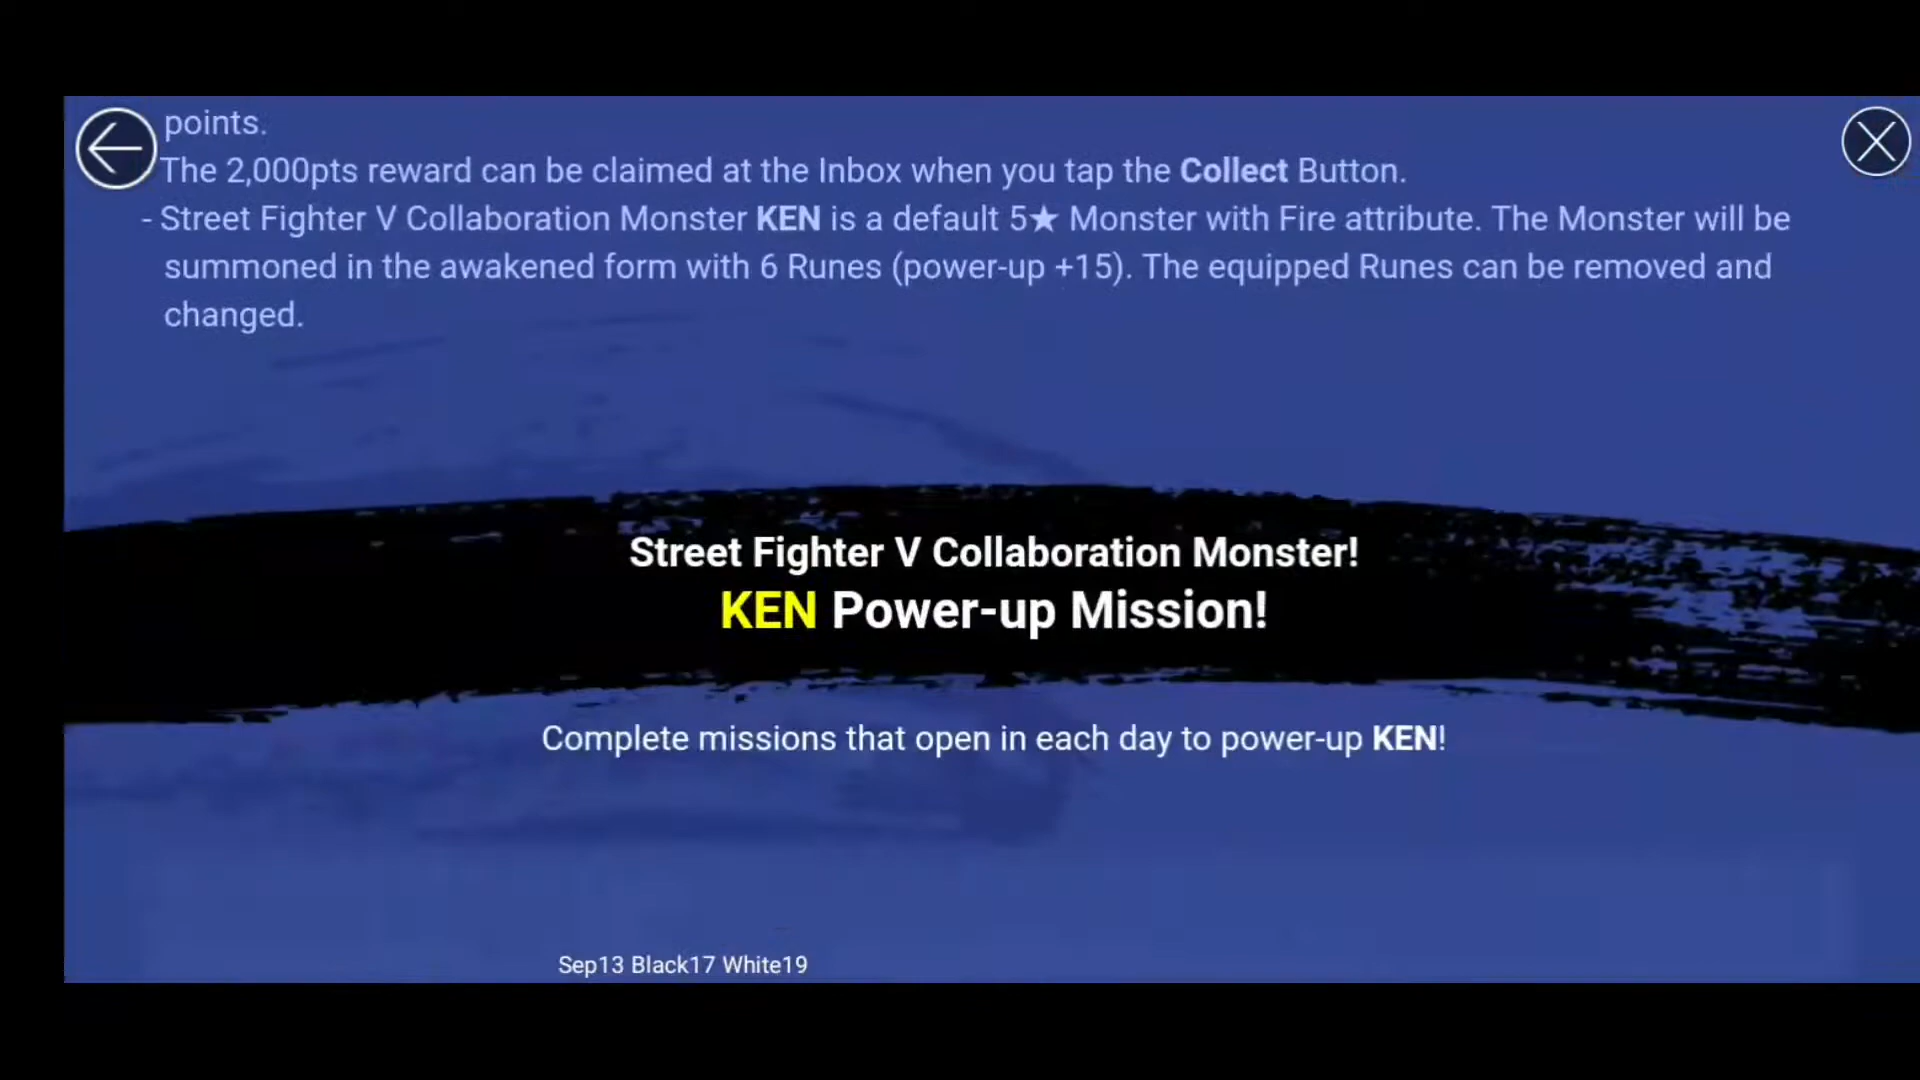 points.
The 2,000pts reward can be claimed at the Inbox when you tap the Collect Button.
- Street Fighter V Collaboration Monster KEN is a default 5★ Monster with Fire attribute. The Monster will be
summoned in the awakened form with 6 Runes (power-up +15). The equipped Runes can be removed and
changed.
Street Fighter V Collaboration Monster!
KEN Power-up Mission!
Complete missions that open in each day to power-up KEN!
Sep13 Black17 White19